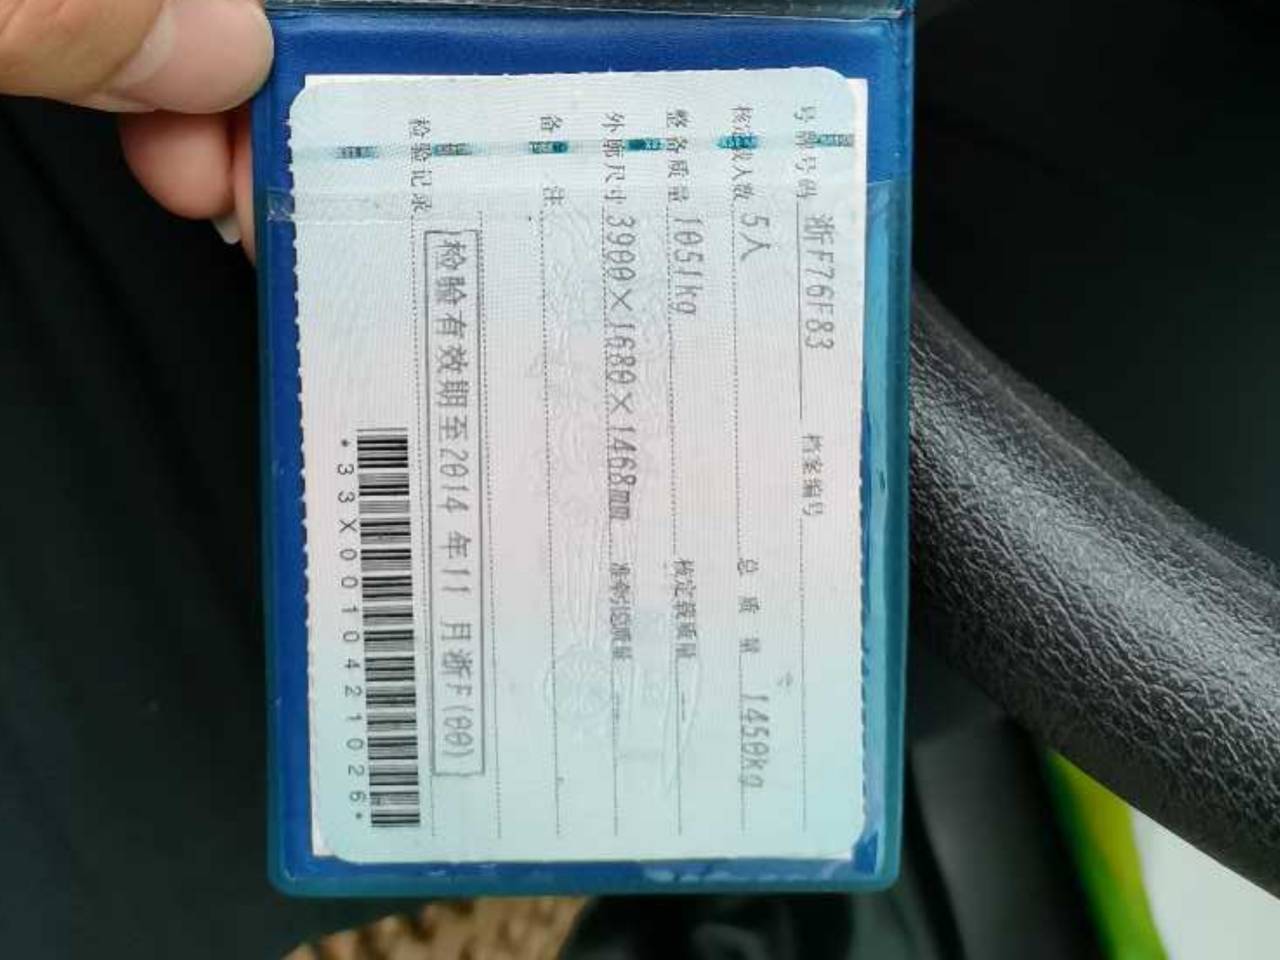 号牌号码 浙F76F83 档案编号
核定载人数 5人 总质量 1450kg
整备质量 1051kg 核定载质量 --
外廓尺寸 3900×1680×1468mm 准牵引总质量 --
备注
检验记录 检验有效期至2014年11月浙F(00)
*33X0010421026*